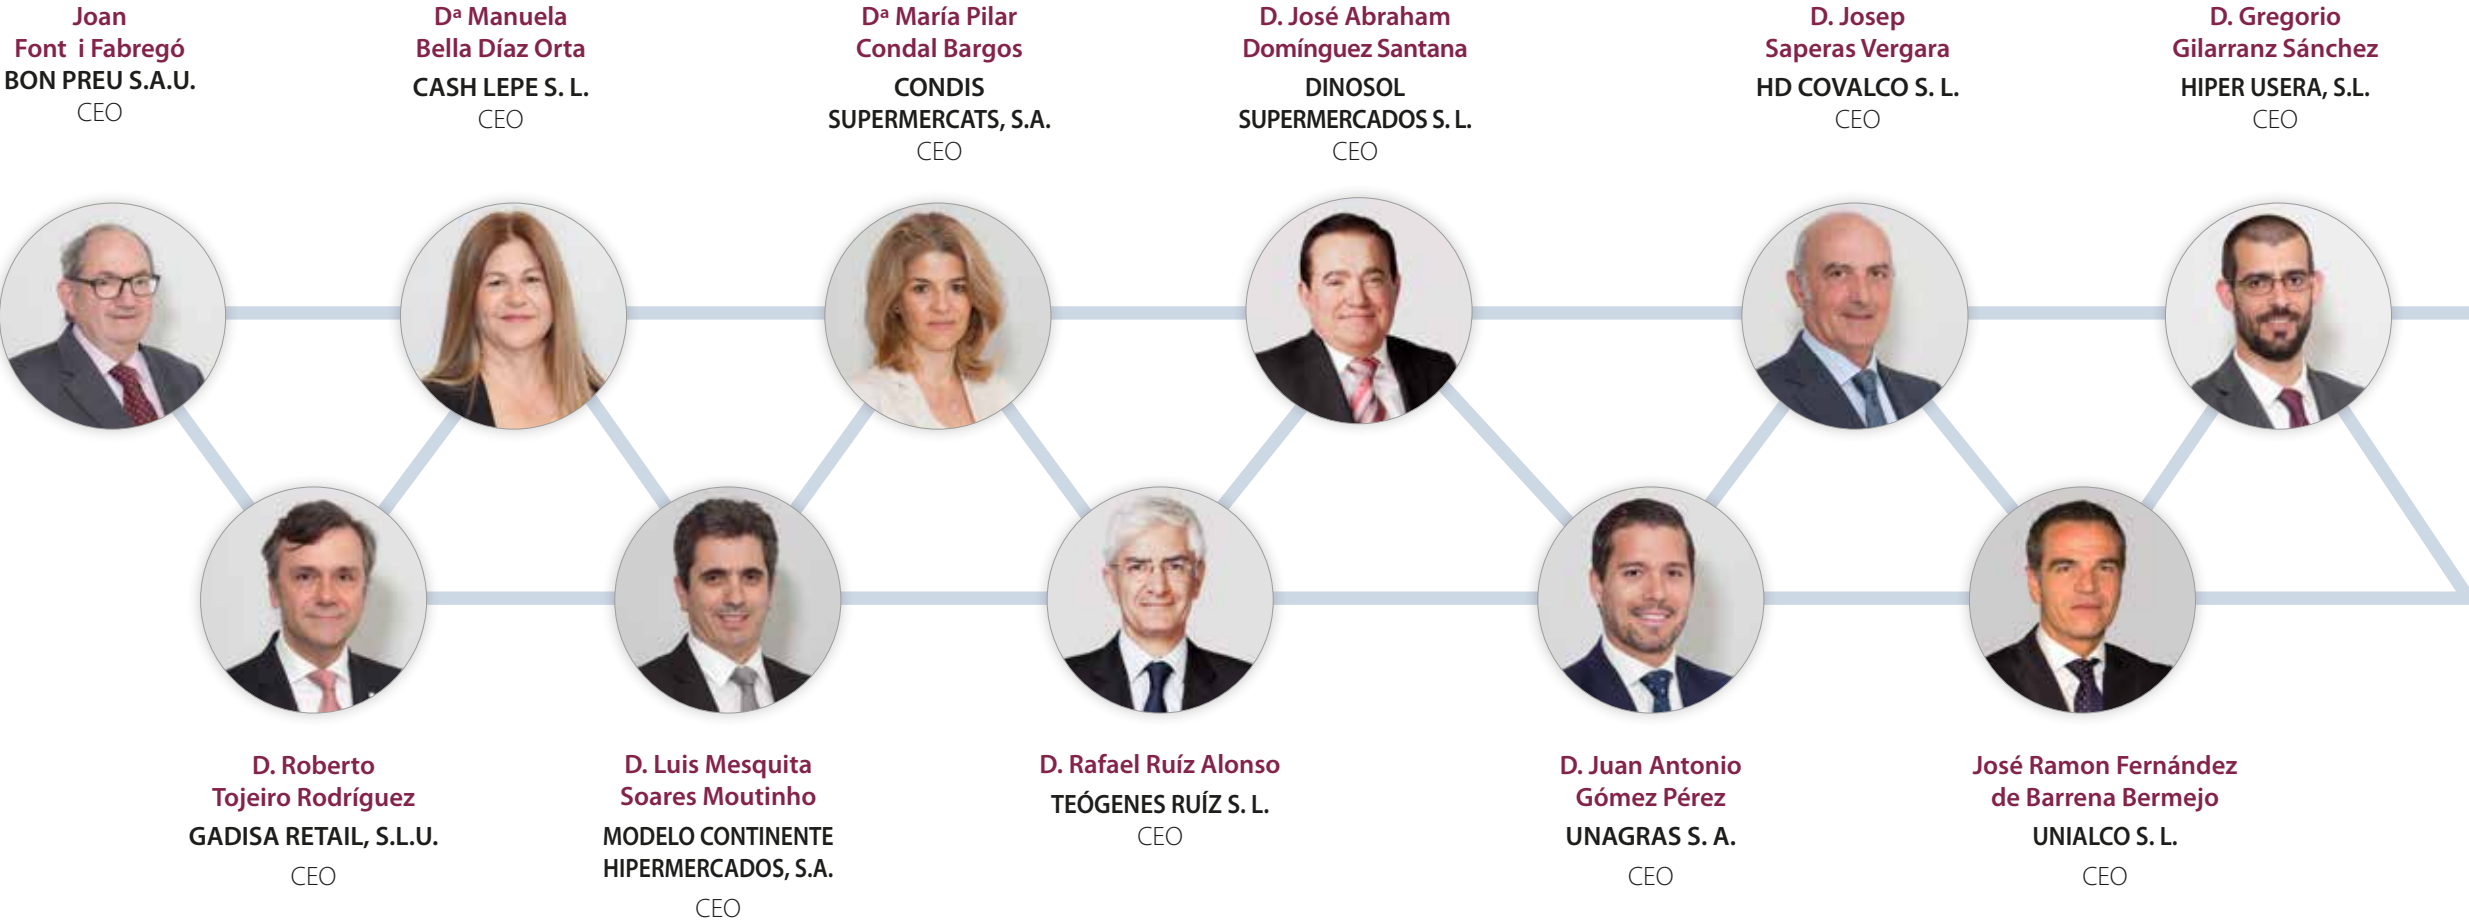 Joan
Font i Fabregó
BON PREU S.A.U.
CEO
Dª Manuela
Bella Díaz Orta
CASH LEPE S. L.
CEO
Dª María Pilar
Condal Bargos
CONDIS
SUPERMERCATS, S.A.
CEO
D. José Abraham
Domínguez Santana
DINOSOL
SUPERMERCADOS S. L.
CEO
D. Josep
Saperas Vergara
HD COVALCO S. L.
CEO
D. Gregorio
Gilarranz Sánchez
HIPER USERA, S.L.
CEO
D. Roberto
Tojeiro Rodríguez
GADISA RETAIL, S.L.U.
CEO
D. Luis Mesquita
Soares Moutinho
MODELO CONTINENTE
HIPERMERCADOS, S.A.
CEO
D. Rafael Ruíz Alonso
TEÓGENES RUÍZ S. L.
CEO
D. Juan Antonio
Gómez Pérez
UNAGRAS S. A.
CEO
José Ramon Fernández
de Barrena Bermejo
UNIALCO S. L.
CEO